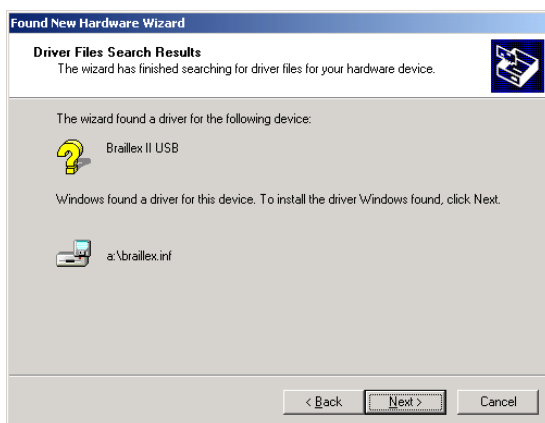 Found New Hardware Wizard
Driver Files Search Results
The wizard has finished searching for driver files for your hardware device.
The wizard found a driver for the following device:
Braillex II USB
Windows found a driver for this device. To install the driver Windows found, click Next.
a:\braillex.inf
< Back Next > Cancel